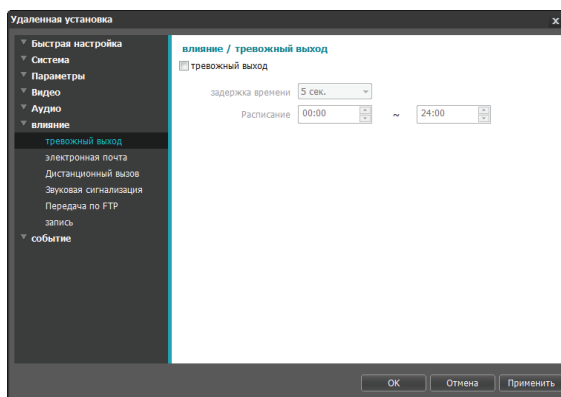 Удаленная установка
x
Быстрая настройка
Система
Параметры
Видео
Аудио
влияние
тревожный выход
электронная почта
Дистанционный вызов
Звуковая сигнализация
Передача по FTP
запись
событие
влияние / тревожный выход
тревожный выход
задержка времени 5 сек.
Расписание 00:00 ~ 24:00
OK Отмена Применить